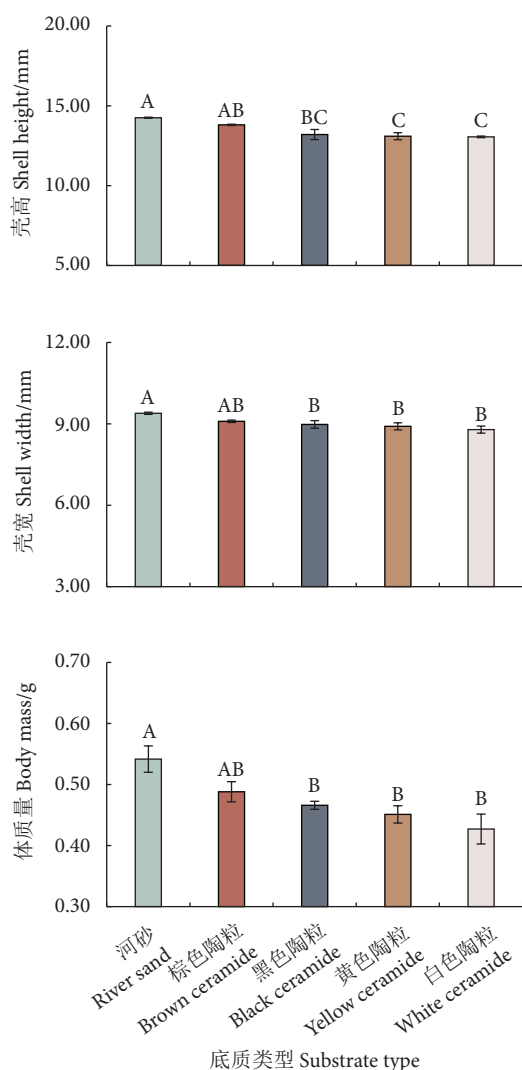 20.00
15.00
10.00
5.00
壳高 Shell height/mm
A
AB
BC
C
C
12.00
9.00
6.00
3.00
壳宽 Shell width/mm
A
AB
B
B
B
0.70
0.60
0.50
0.40
0.30
体质量 Body mass/g
A
AB
B
B
B
河砂
River sand
棕色陶粒
Brown ceramide
黑色陶粒
Black ceramide
黄色陶粒
Yellow ceramide
白色陶粒
White ceramide
底质类型 Substrate type